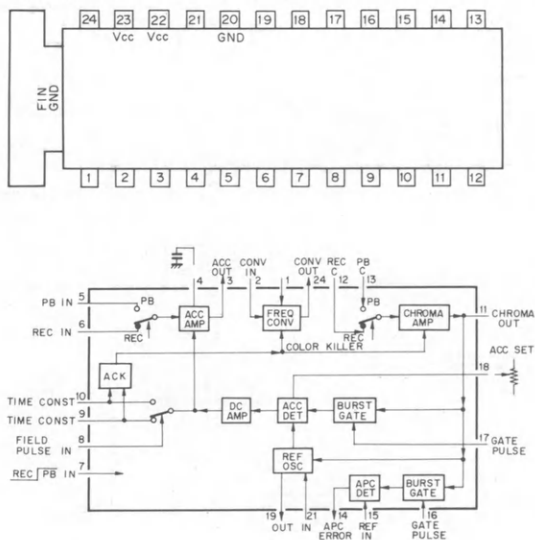 24 23 22 21 20 19 18 17 16 15 14 13
Vcc Vcc GND
FIN
GND
1 2 3 4 5 6 7 8 9 10 11 12
ACC OUT
CONV IN
CONV OUT
REC C
PB C
4 3 2 1 24 12 13
PB IN 5
PB
REC IN 6
REC
ACC AMP
FREQ CONV
PB
REC
CHROMA AMP
11 CHROMA OUT
COLOR KILLER
ACC SET
18
ACK
TIME CONST 10
TIME CONST 9
FIELD PULSE IN 8
REC PB IN 7
DC AMP
ACC DET
BURST GATE
17 GATE PULSE
REF OSC
APC DET
BURST GATE
19 21 14 15 16
OUT IN
APC ERROR
REF IN
GATE PULSE